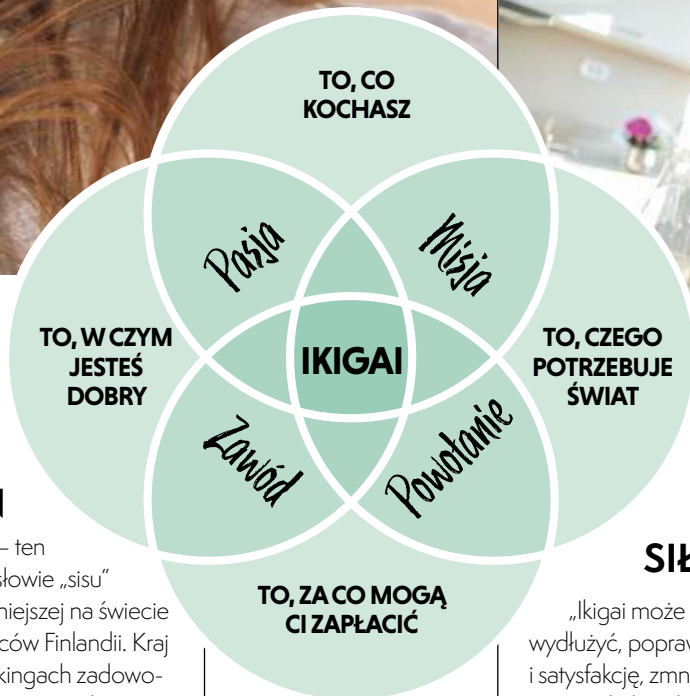 TO, CO
KOCHASZ
Pasja
Misja
TO, W CZYM
JESTEŚ
DOBRY
IKIGAI
TO, CZEGO
POTRZEBUJE
ŚWIAT
Zawód
Powołanie
TO, ZA CO MOGĄ
CI ZAPŁACIĆ
– ten
słowie „sisu”
niejszej na świecie
ców Finlandii. Kraj
kingach zadowo-
„Ikigai może
wydłużyć, popraw
i satysfakcję, zmn